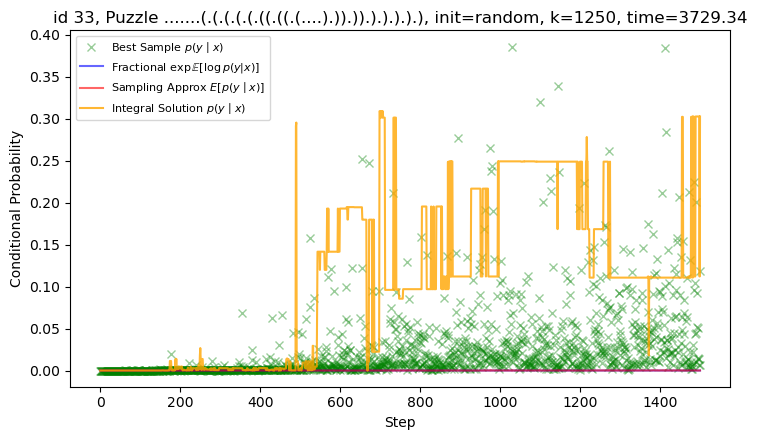 id 33, Puzzle .......(.(.(.(.(.((.((.(....).)).)).).).).).), init=random, k=1250, time=3729.34
Conditional Probability
0.40
0.35
0.30
0.25
0.20
0.15
0.10
0.05
0.00
Best Sample p(y | x)
Fractional exp𝔼[log p(y|x)]
Sampling Approx E[p(y | x)]
Integral Solution p(y | x)
0 200 400 600 800 1000 1200 1400
Step